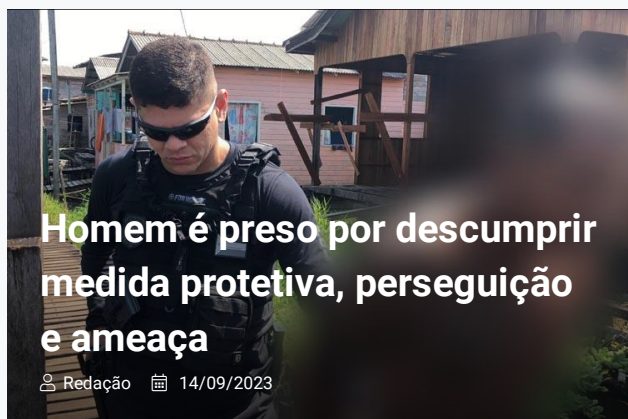 Homem é preso por descumprir
medida protetiva, perseguição
e ameaça
Redação 14/09/2023